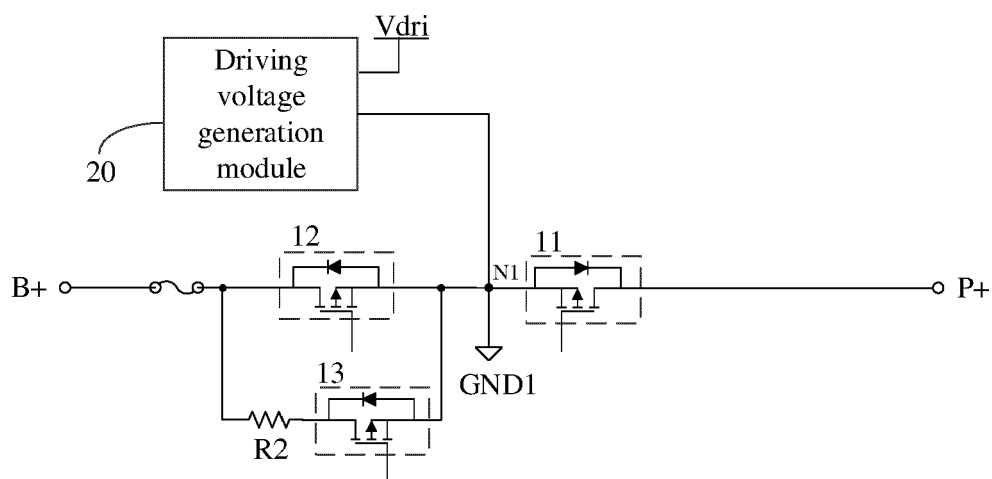 Vdri
Driving
voltage
generation
module
20
12
11
N1
B+
P+
GND1
13
R2